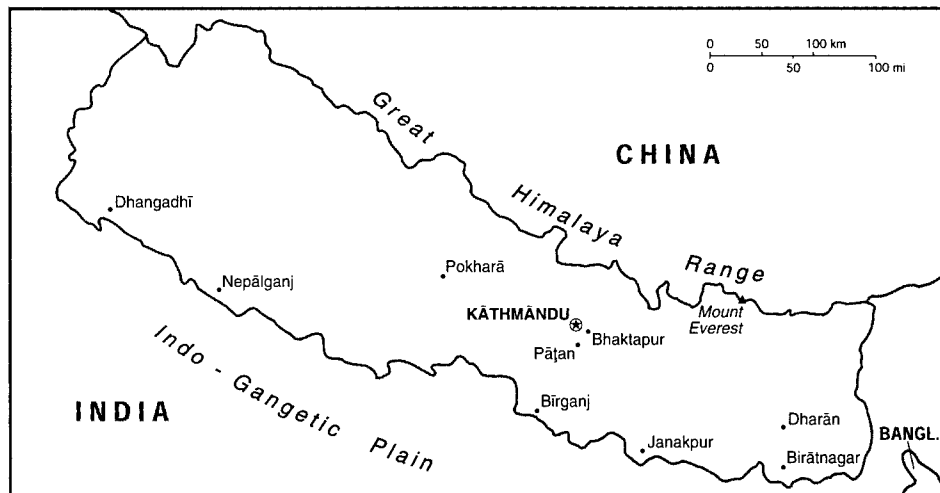 0 50 100 km
0 50 100 mi
Great
CHINA
Himalaya
Dhangadhī
Range
Pokharā
Nepālganj
Mount
Everest
KĀTHMĀNDU
Bhaktapur
Pāṭan
Indo - Gangetic Plain
INDIA
Bīrganj
Dharān
BANGL.
Janakpur
Birātnagar